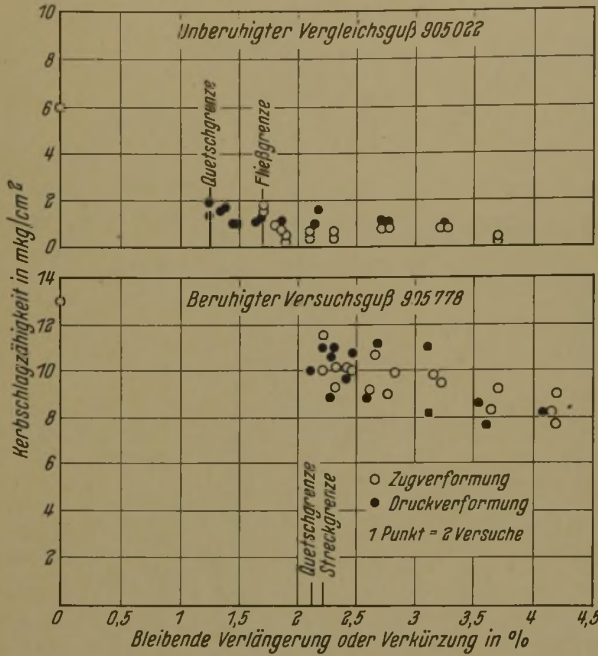 Unberuhigter Vergleichsguß 905022
Kerbschlagzähigkeit in mkg/cm²
10
8
6
4
2
0
Quetschgrenze
Fließgrenze
Beruhigter Versuchsguß 905778
14
12
10
8
6
4
2
Quetschgrenze
Streckgrenze
Zugverformung
Druckverformung
1 Punkt = 2 Versuche
0 0,5 1 1,5 2 2,5 3 3,5 4 4,5
Bleibende Verlängerung oder Verkürzung in %